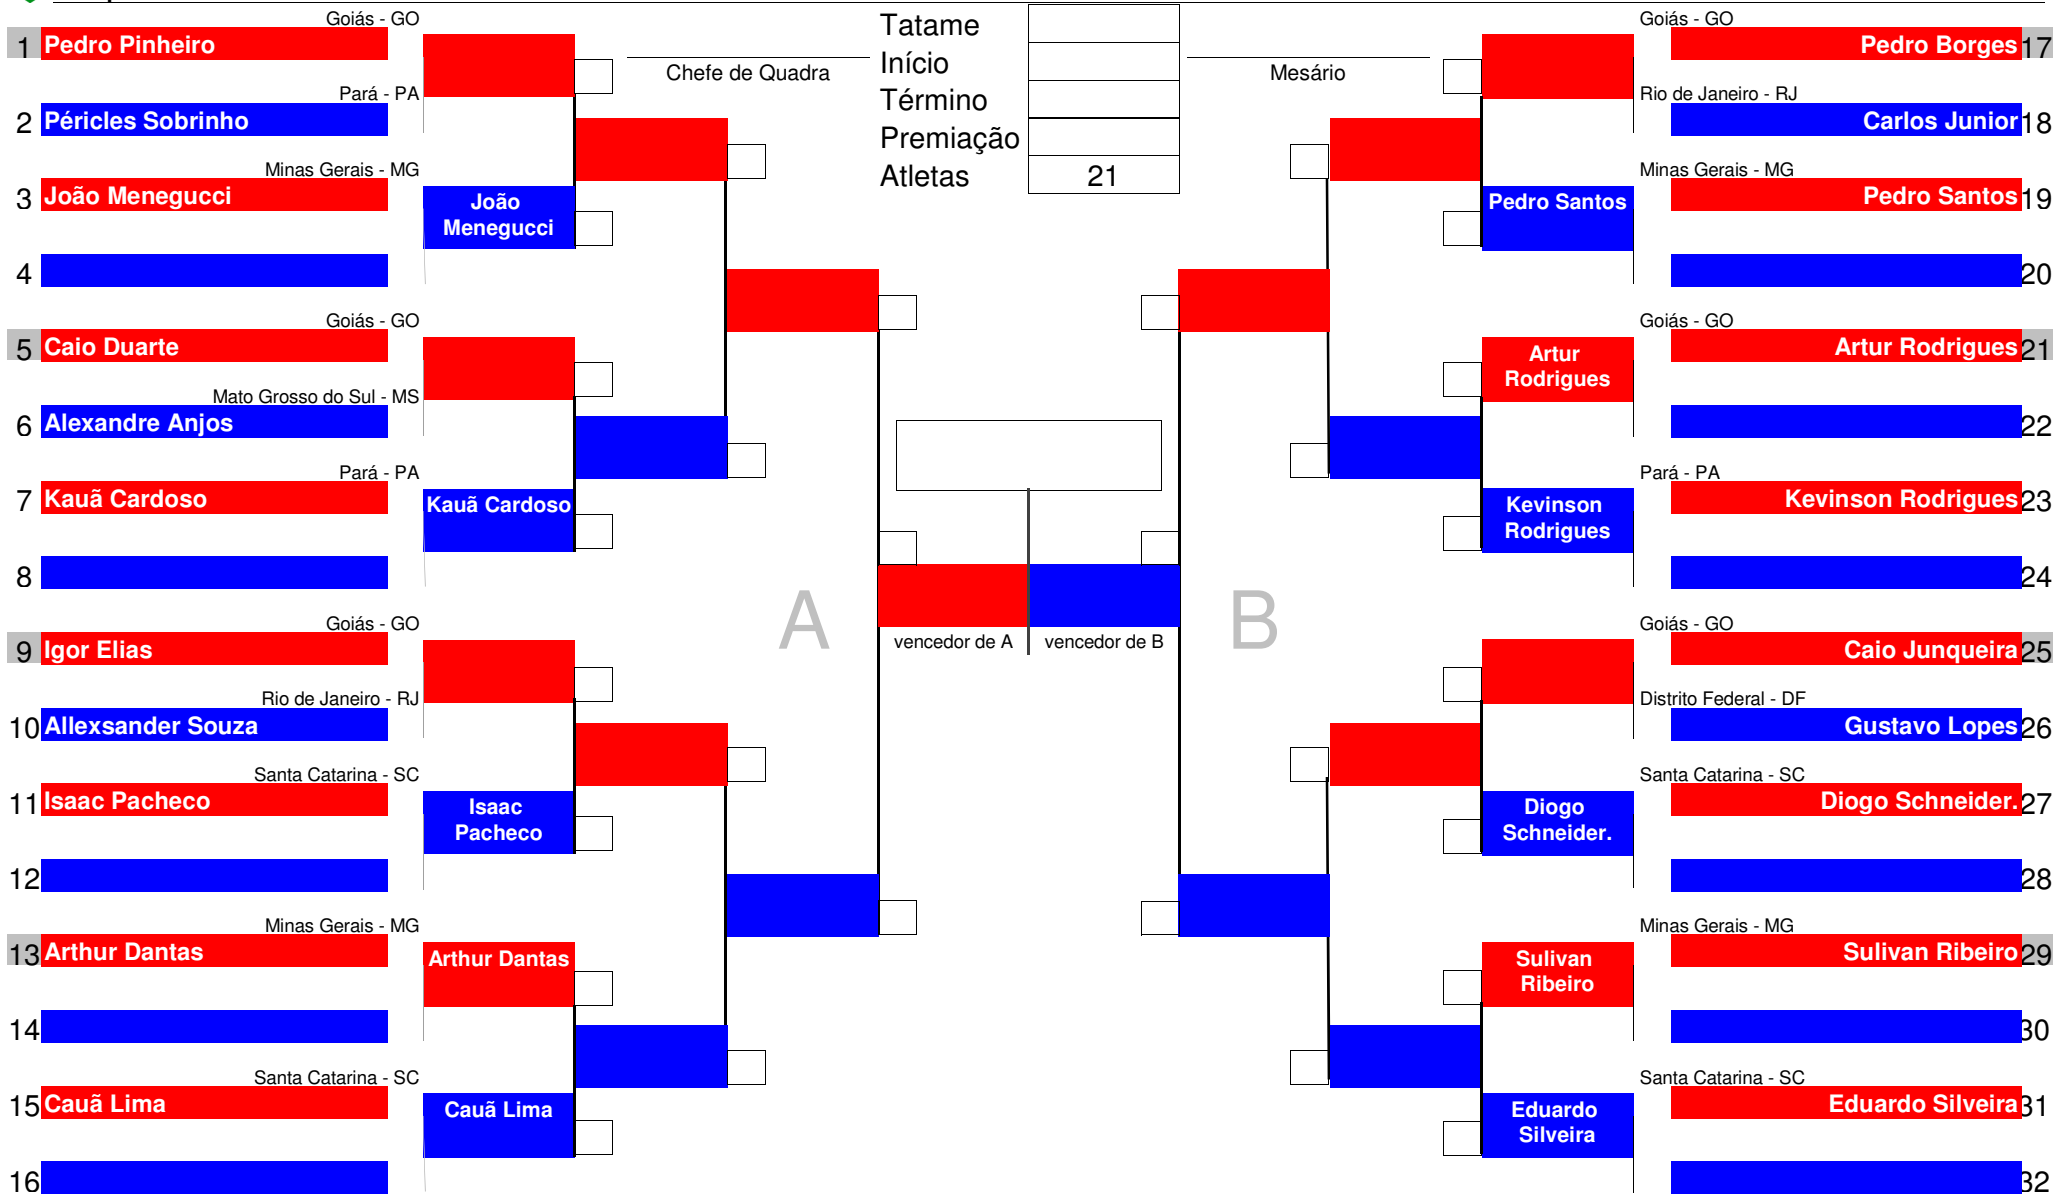 Goiás - GO
1 Pedro Pinheiro
Pará - PA
2 Péricles Sobrinho
Minas Gerais - MG
3 João Menegucci
4
Goiás - GO
5 Caio Duarte
Mato Grosso do Sul - MS
6 Alexandre Anjos
Pará - PA
7 Kauã Cardoso
8
Goiás - GO
9 Igor Elias
Rio de Janeiro - RJ
10 Allexsander Souza
Santa Catarina - SC
11 Isaac Pacheco
12
Minas Gerais - MG
13 Arthur Dantas
14
Santa Catarina - SC
15 Cauã Lima
16
João
Menegucci
Kauã Cardoso
Isaac
Pacheco
Arthur Dantas
Cauã Lima
Chefe de Quadra
Tatame
Início
Término
Premiação
Atletas 21
Mesário
A
B
vencedor de A
vencedor de B
Pedro Santos
Artur
Rodrigues
Kevinson
Rodrigues
Diogo
Schneider.
Sulivan
Ribeiro
Eduardo
Silveira
Goiás - GO
Pedro Borges 17
Rio de Janeiro - RJ
Carlos Junior 18
Minas Gerais - MG
Pedro Santos 19
20
Goiás - GO
Artur Rodrigues 21
22
Pará - PA
Kevinson Rodrigues 23
24
Goiás - GO
Caio Junqueira 25
Distrito Federal - DF
Gustavo Lopes 26
Santa Catarina - SC
Diogo Schneider. 27
28
Minas Gerais - MG
Sulivan Ribeiro 29
30
Santa Catarina - SC
Eduardo Silveira 31
32